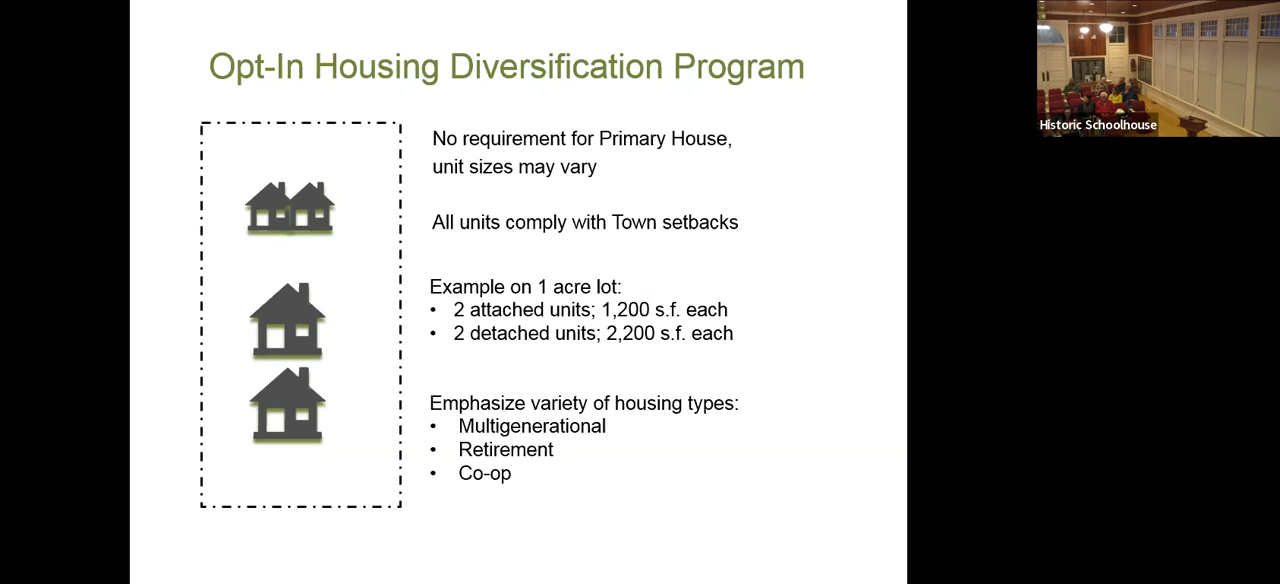 Opt-In Housing Diversification Program
No requirement for Primary House,
unit sizes may vary
All units comply with Town setbacks
Example on 1 acre lot:
• 2 attached units; 1,200 s.f. each
• 2 detached units; 2,200 s.f. each
Emphasize variety of housing types:
• Multigenerational
• Retirement
• Co-op
Historic Schoolhouse